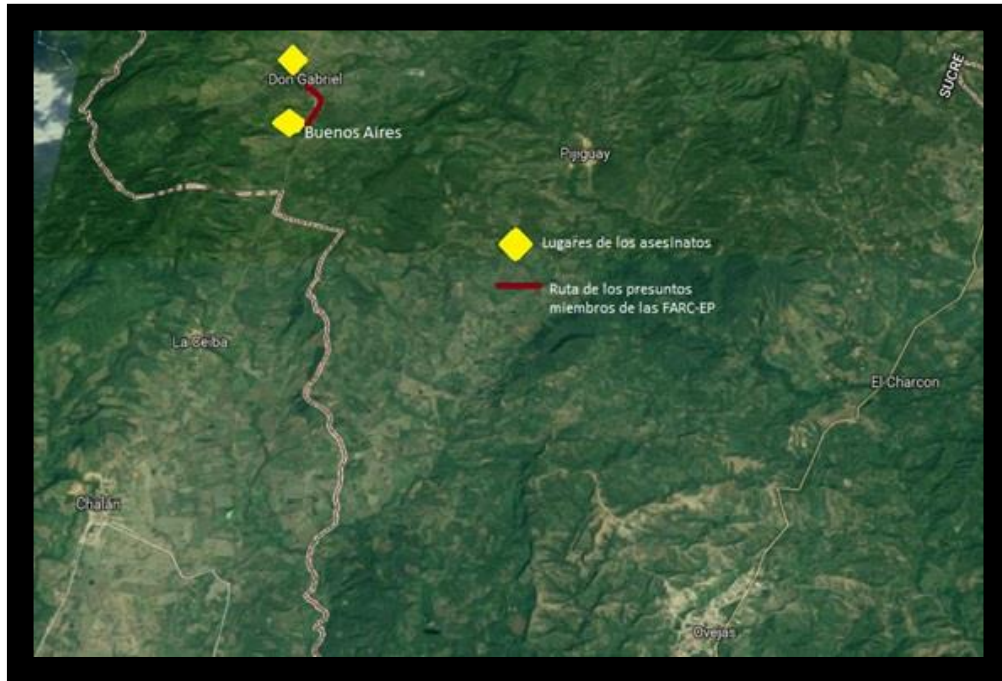 SUCRE
Don Gabriel
Buenos Aires
Pijiguay
Lugares de los asesinatos
Ruta de los presuntos
miembros de las FARC-EP
La Ceiba
El Charcon
Chalán
Ovejas